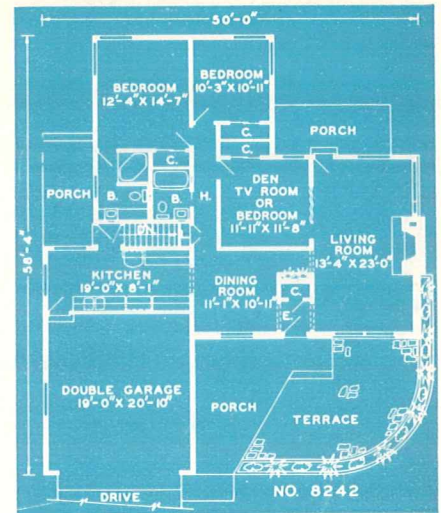 50'-0"
58'-4"
BEDROOM
12'-4" X 14'-7"
BEDROOM
10'-3" X 10'-11"
C.
C.
C.
PORCH
PORCH
B.
B.
H.
DEN
TV ROOM
OR
BEDROOM
11'-11" X 11'-8"
LIVING
ROOM
13'-4" X 23'-0"
DN
L.
KITCHEN
19'-0" X 8'-1"
DINING
ROOM
11'-1" X 10'-11"
C.
E.
DOUBLE GARAGE
19'-0" X 20'-10"
PORCH
TERRACE
DRIVE
NO. 8242